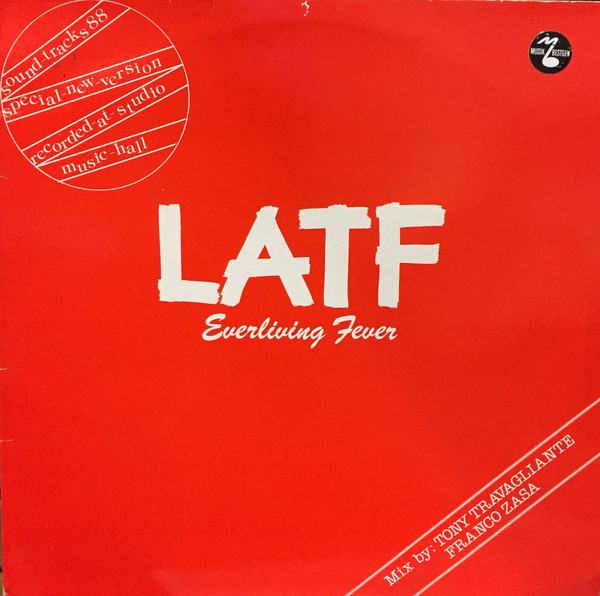 sound-tracks 88
special-new-version
recorded-at-studio
music-hall
MUSIK BESTGEN
LATF
Everliving Fever
Mix by: TONY TRAVAGLIANTE
FRANCO ZASA